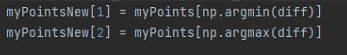 myPointsNew[1] = myPoints[np.argmin(diff)]
myPointsNew[2] = myPoints[np.argmax(diff)]